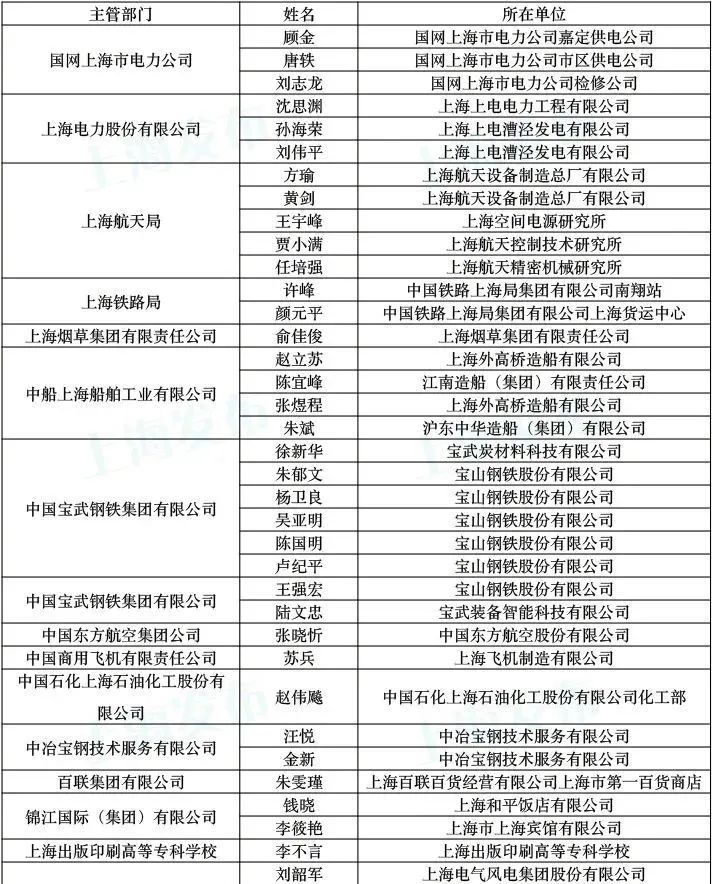 主管部门 姓名 所在单位
国网上海市电力公司 顾金 国网上海市电力公司嘉定供电公司
唐轶 国网上海市电力公司市区供电公司
刘志龙 国网上海市电力公司检修公司
上海电力股份有限公司 沈思渊 上海上电电力工程有限公司
孙海荣 上海上电漕泾发电有限公司
刘伟平 上海上电漕泾发电有限公司
上海航天局 方瑜 上海航天设备制造总厂有限公司
黄剑 上海航天设备制造总厂有限公司
王宇峰 上海空间电源研究所
贾小满 上海航天控制技术研究所
任培强 上海航天精密机械研究所
上海铁路局 许峰 中国铁路上海局集团有限公司南翔站
颜元平 中国铁路上海局集团有限公司上海货运中心
上海烟草集团有限责任公司 俞佳俊 上海烟草集团有限责任公司
中船上海船舶工业有限公司 赵立苏 上海外高桥造船有限公司
陈宜峰 江南造船（集团）有限责任公司
张煜程 上海外高桥造船有限公司
朱斌 沪东中华造船（集团）有限公司
中国宝武钢铁集团有限公司 徐新华 宝武炭材料科技有限公司
朱郁文 宝山钢铁股份有限公司
杨卫良 宝山钢铁股份有限公司
吴亚明 宝山钢铁股份有限公司
陈国明 宝山钢铁股份有限公司
卢纪平 宝山钢铁股份有限公司
中国宝武钢铁集团有限公司 王强宏 宝山钢铁股份有限公司
陆文忠 宝武装备智能科技有限公司
中国东方航空集团公司 张晓忻 中国东方航空股份有限公司
中国商用飞机有限责任公司 苏兵 上海飞机制造有限公司
中国石化上海石油化工股份有
限公司 赵伟飚 中国石化上海石油化工股份有限公司化工部
中冶宝钢技术服务有限公司 汪悦 中冶宝钢技术服务有限公司
金新 中冶宝钢技术服务有限公司
百联集团有限公司 朱雯瑾 上海百联百货经营有限公司上海市第一百货商店
锦江国际（集团）有限公司 钱晓 上海和平饭店有限公司
李筱艳 上海市上海宾馆有限公司
上海出版印刷高等专科学校 李不言 上海出版印刷高等专科学校
刘韶军 上海电气风电集团股份有限公司
上海发布
上海发布
上海发布
上海发布
上海发布
上海发布